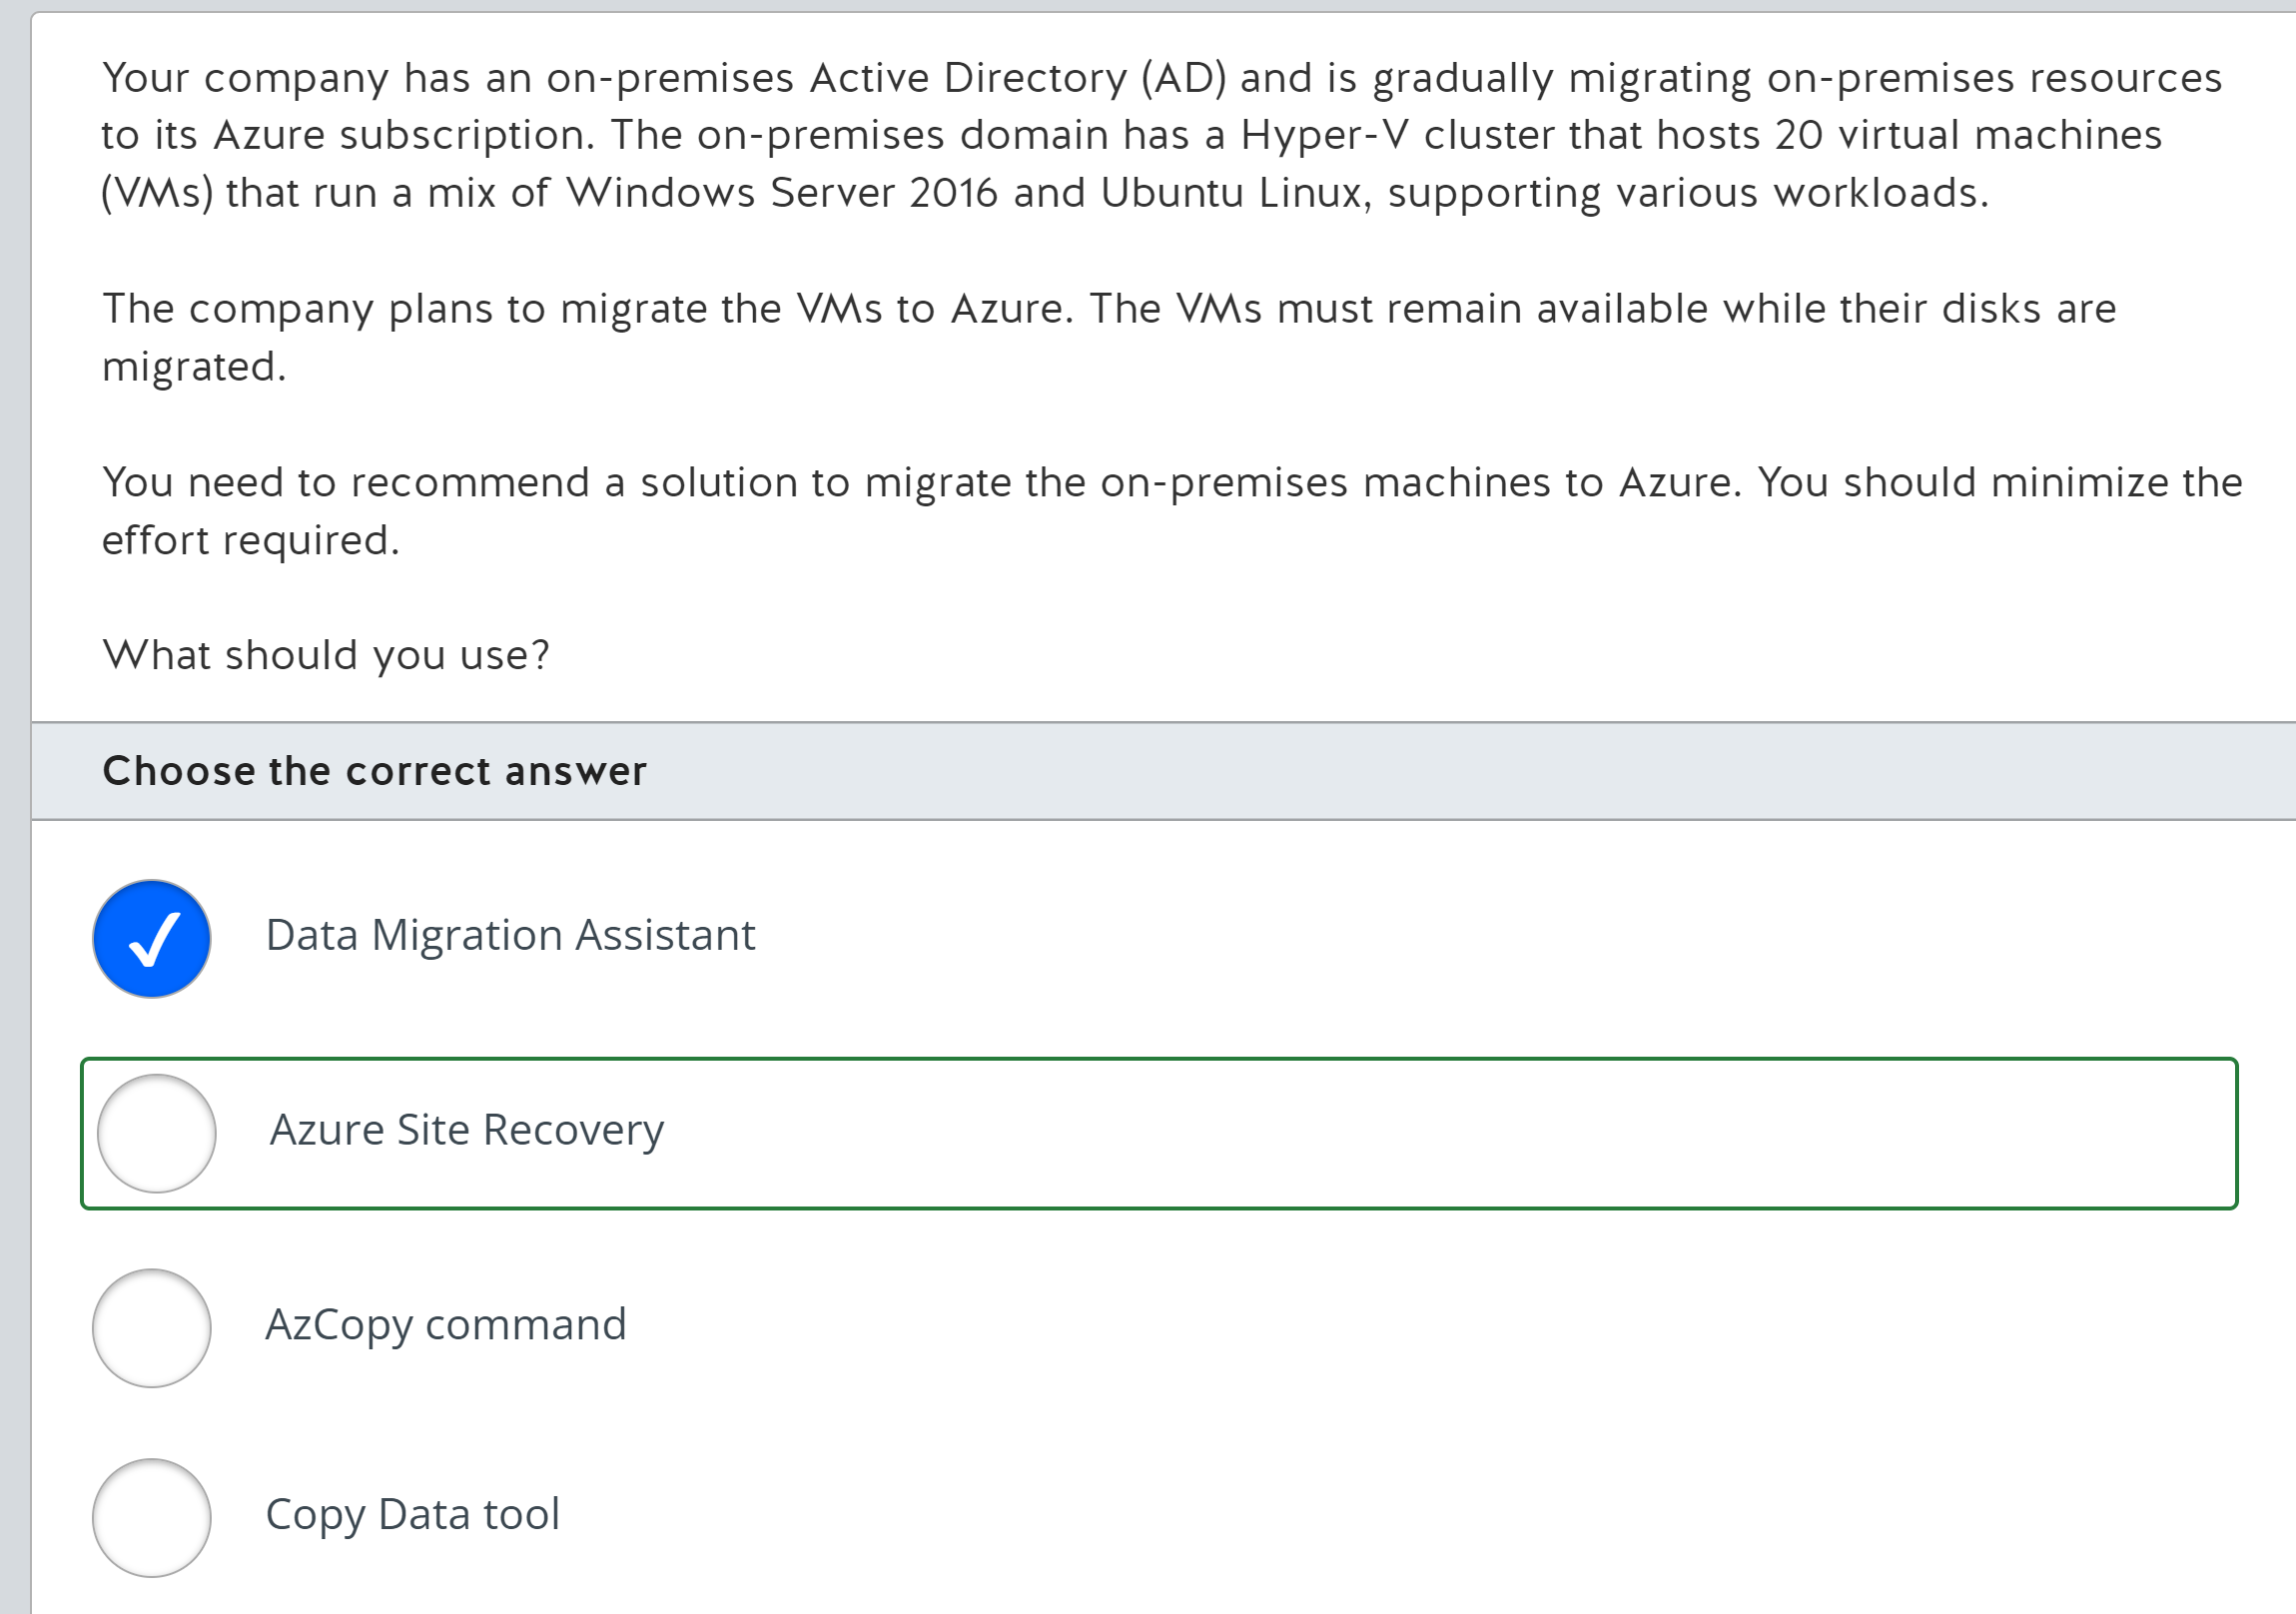 Your company has an on-premises Active Directory (AD) and is gradually migrating on-premises resources
to its Azure subscription. The on-premises domain has a Hyper-V cluster that hosts 20 virtual machines
(VMs) that run a mix of Windows Server 2016 and Ubuntu Linux, supporting various workloads.
The company plans to migrate the VMs to Azure. The VMs must remain available while their disks are
migrated.
You need to recommend a solution to migrate the on-premises machines to Azure. You should minimize the
effort required.
What should you use?
Choose the correct answer
Data Migration Assistant
Azure Site Recovery
AzCopy command
Copy Data tool